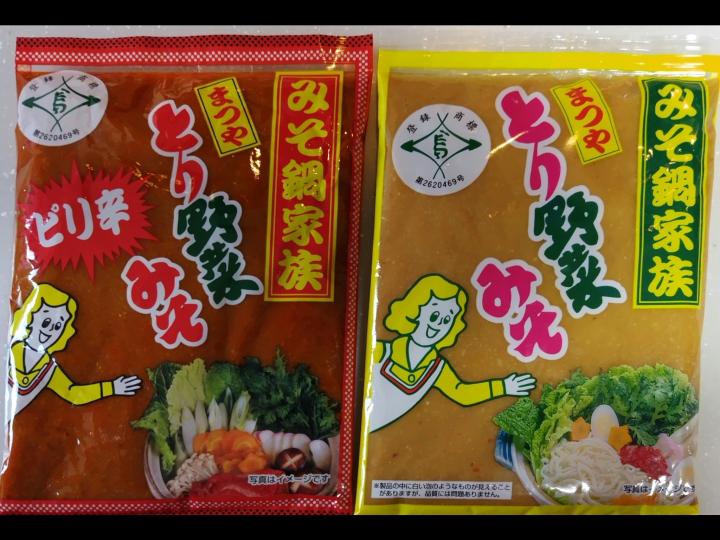 みそ鍋家族
まつや
とり野菜
みそ
登録商標
第2620469号
ピリ辛
写真はイメージです
みそ鍋家族
まつや
とり野菜
みそ
登録商標
第2620469号
※製品の中に白い泡のようなものが見えること
がありますが、品質には問題ありません。
写真は